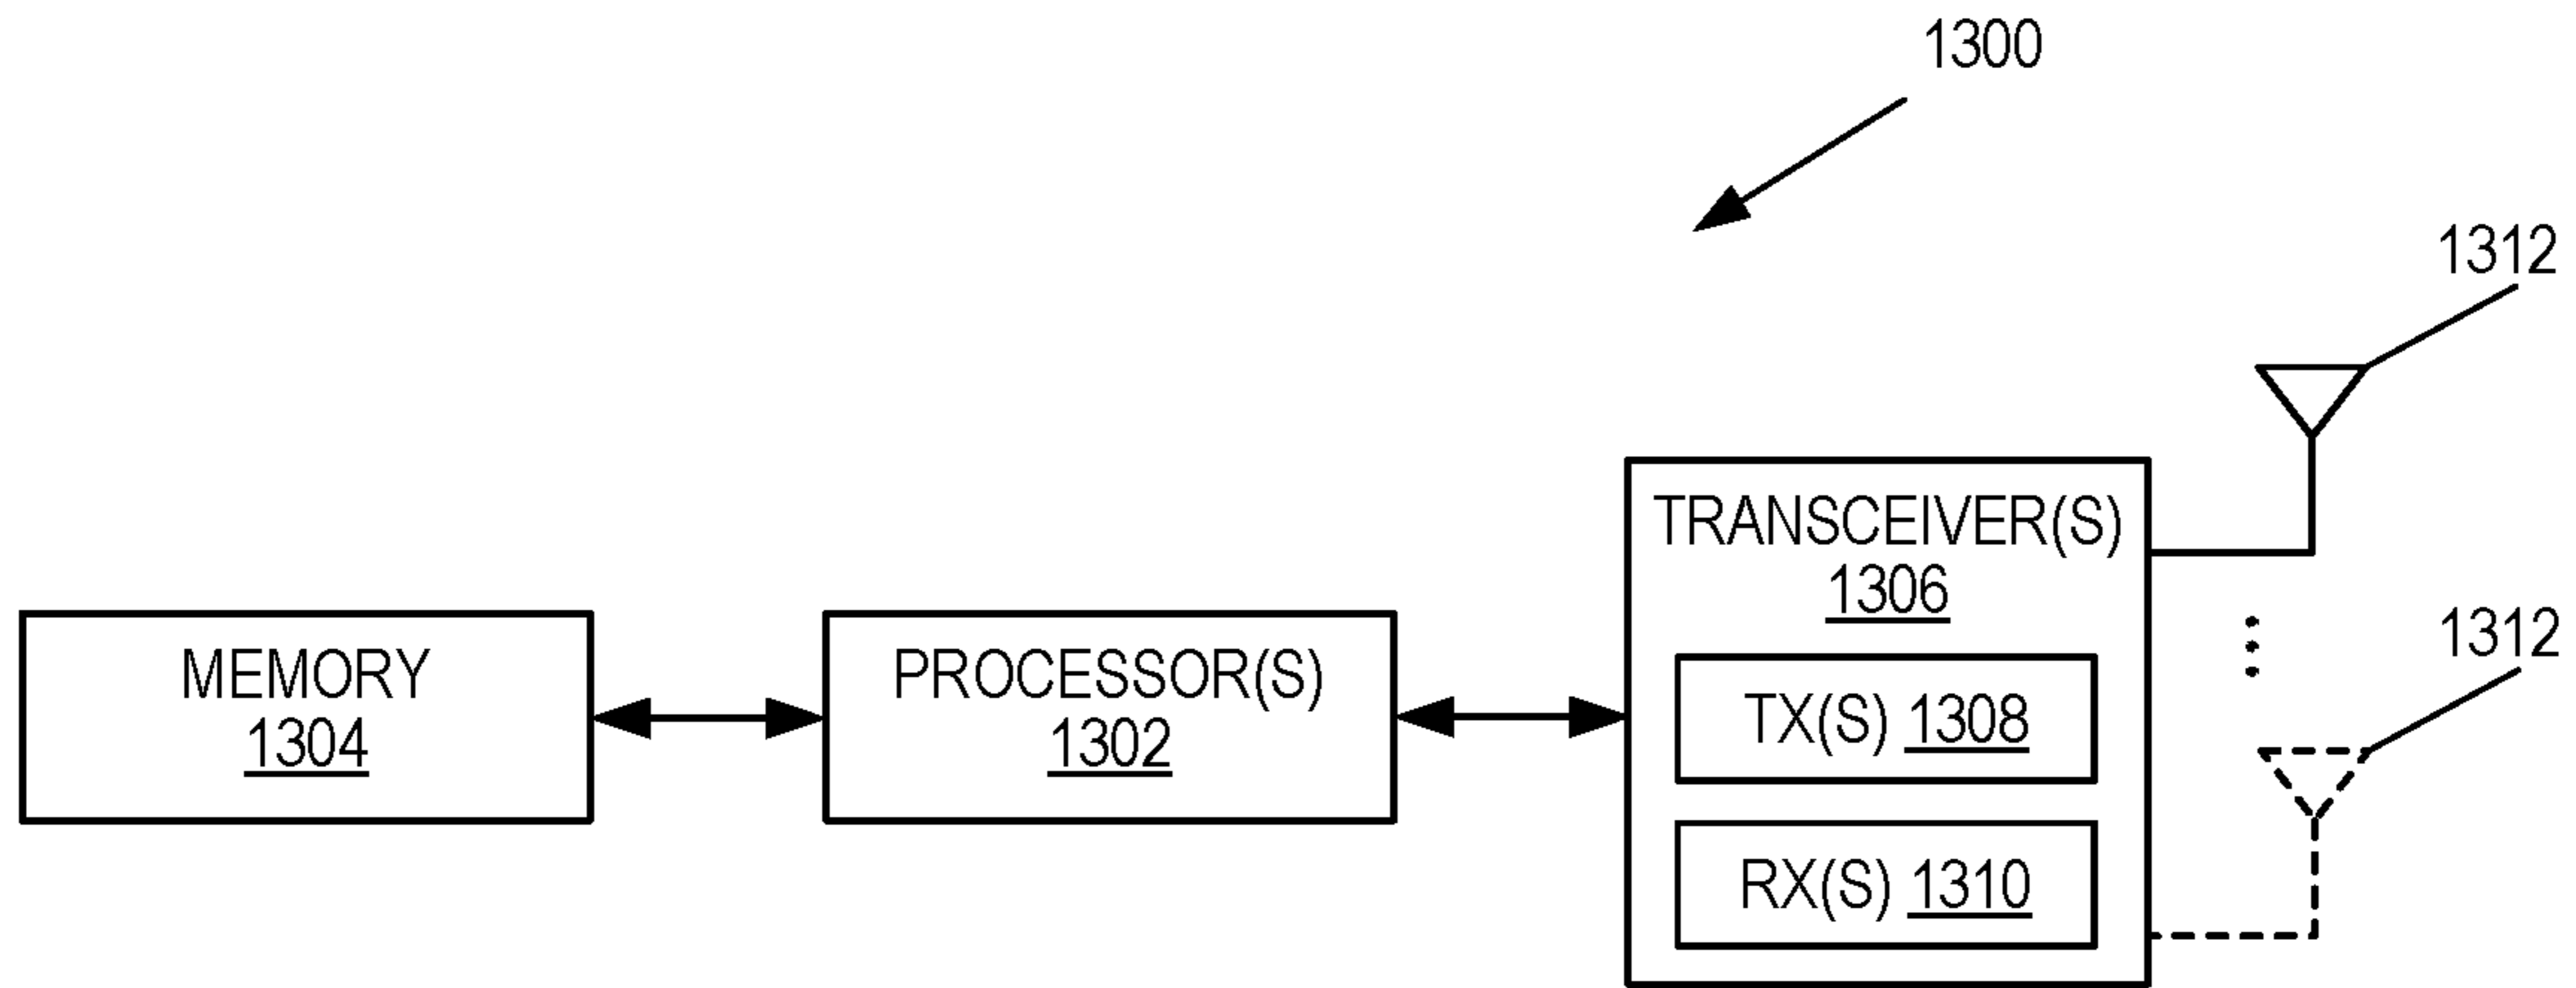 1300
1312
TRANSCEIVER(S)
1306
1312
MEMORY
1304
PROCESSOR(S)
1302
TX(S) 1308
RX(S) 1310